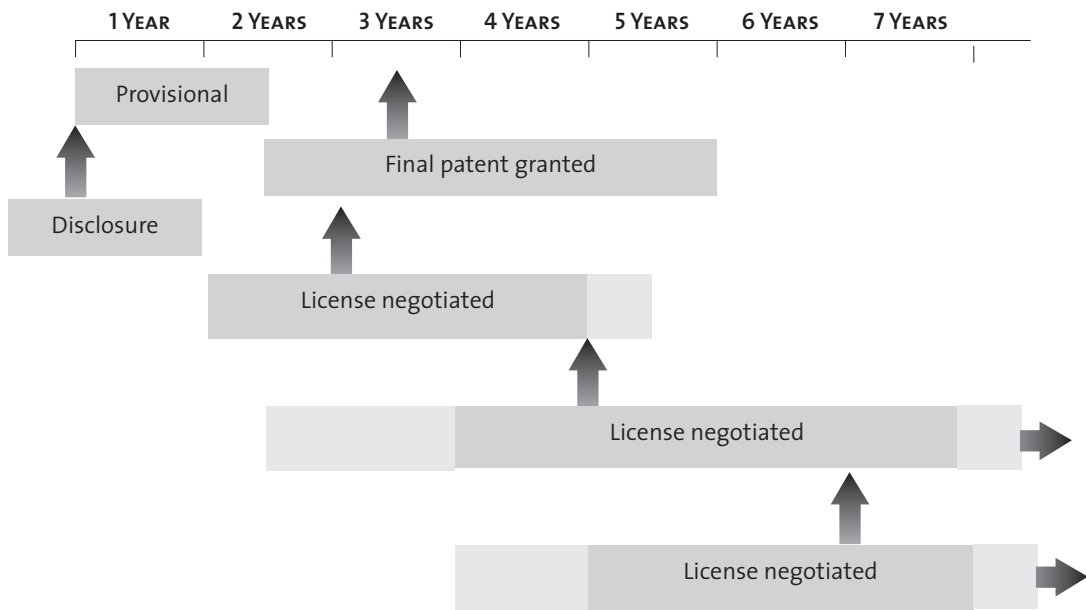 1 YEAR 2 YEARS 3 YEARS 4 YEARS 5 YEARS 6 YEARS 7 YEARS
Provisional
Final patent granted
Disclosure
License negotiated
License negotiated
License negotiated